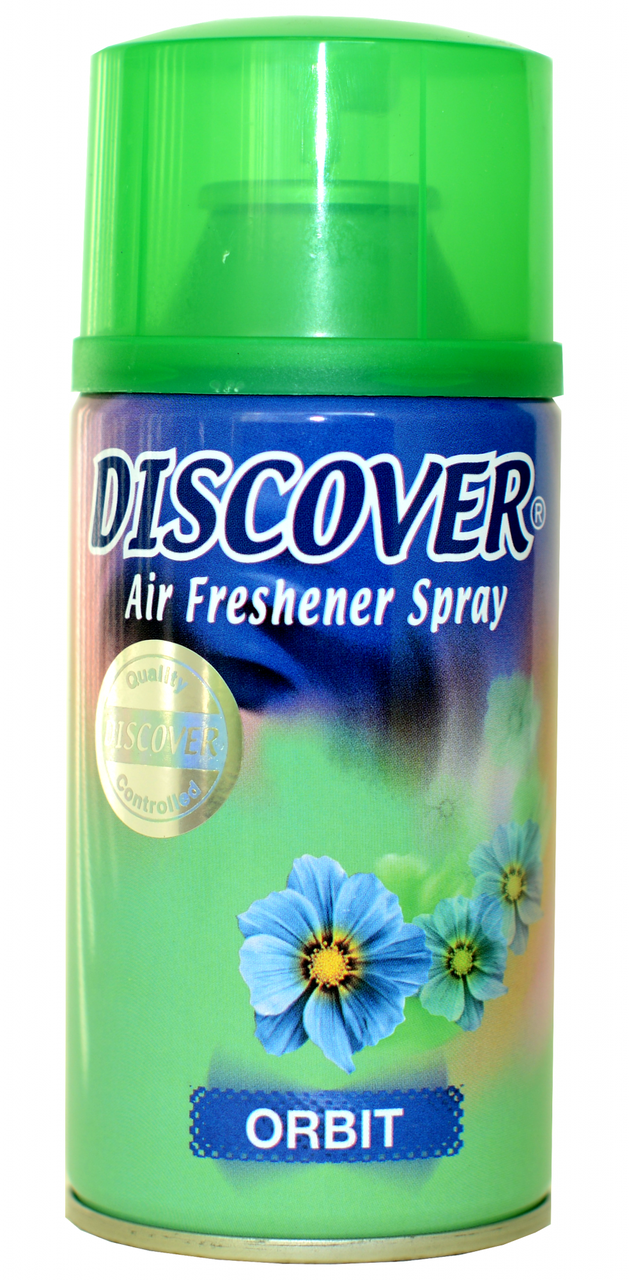 DISCOVER®
Air Freshener Spray
Quality
DISCOVER
Controlled
ORBIT